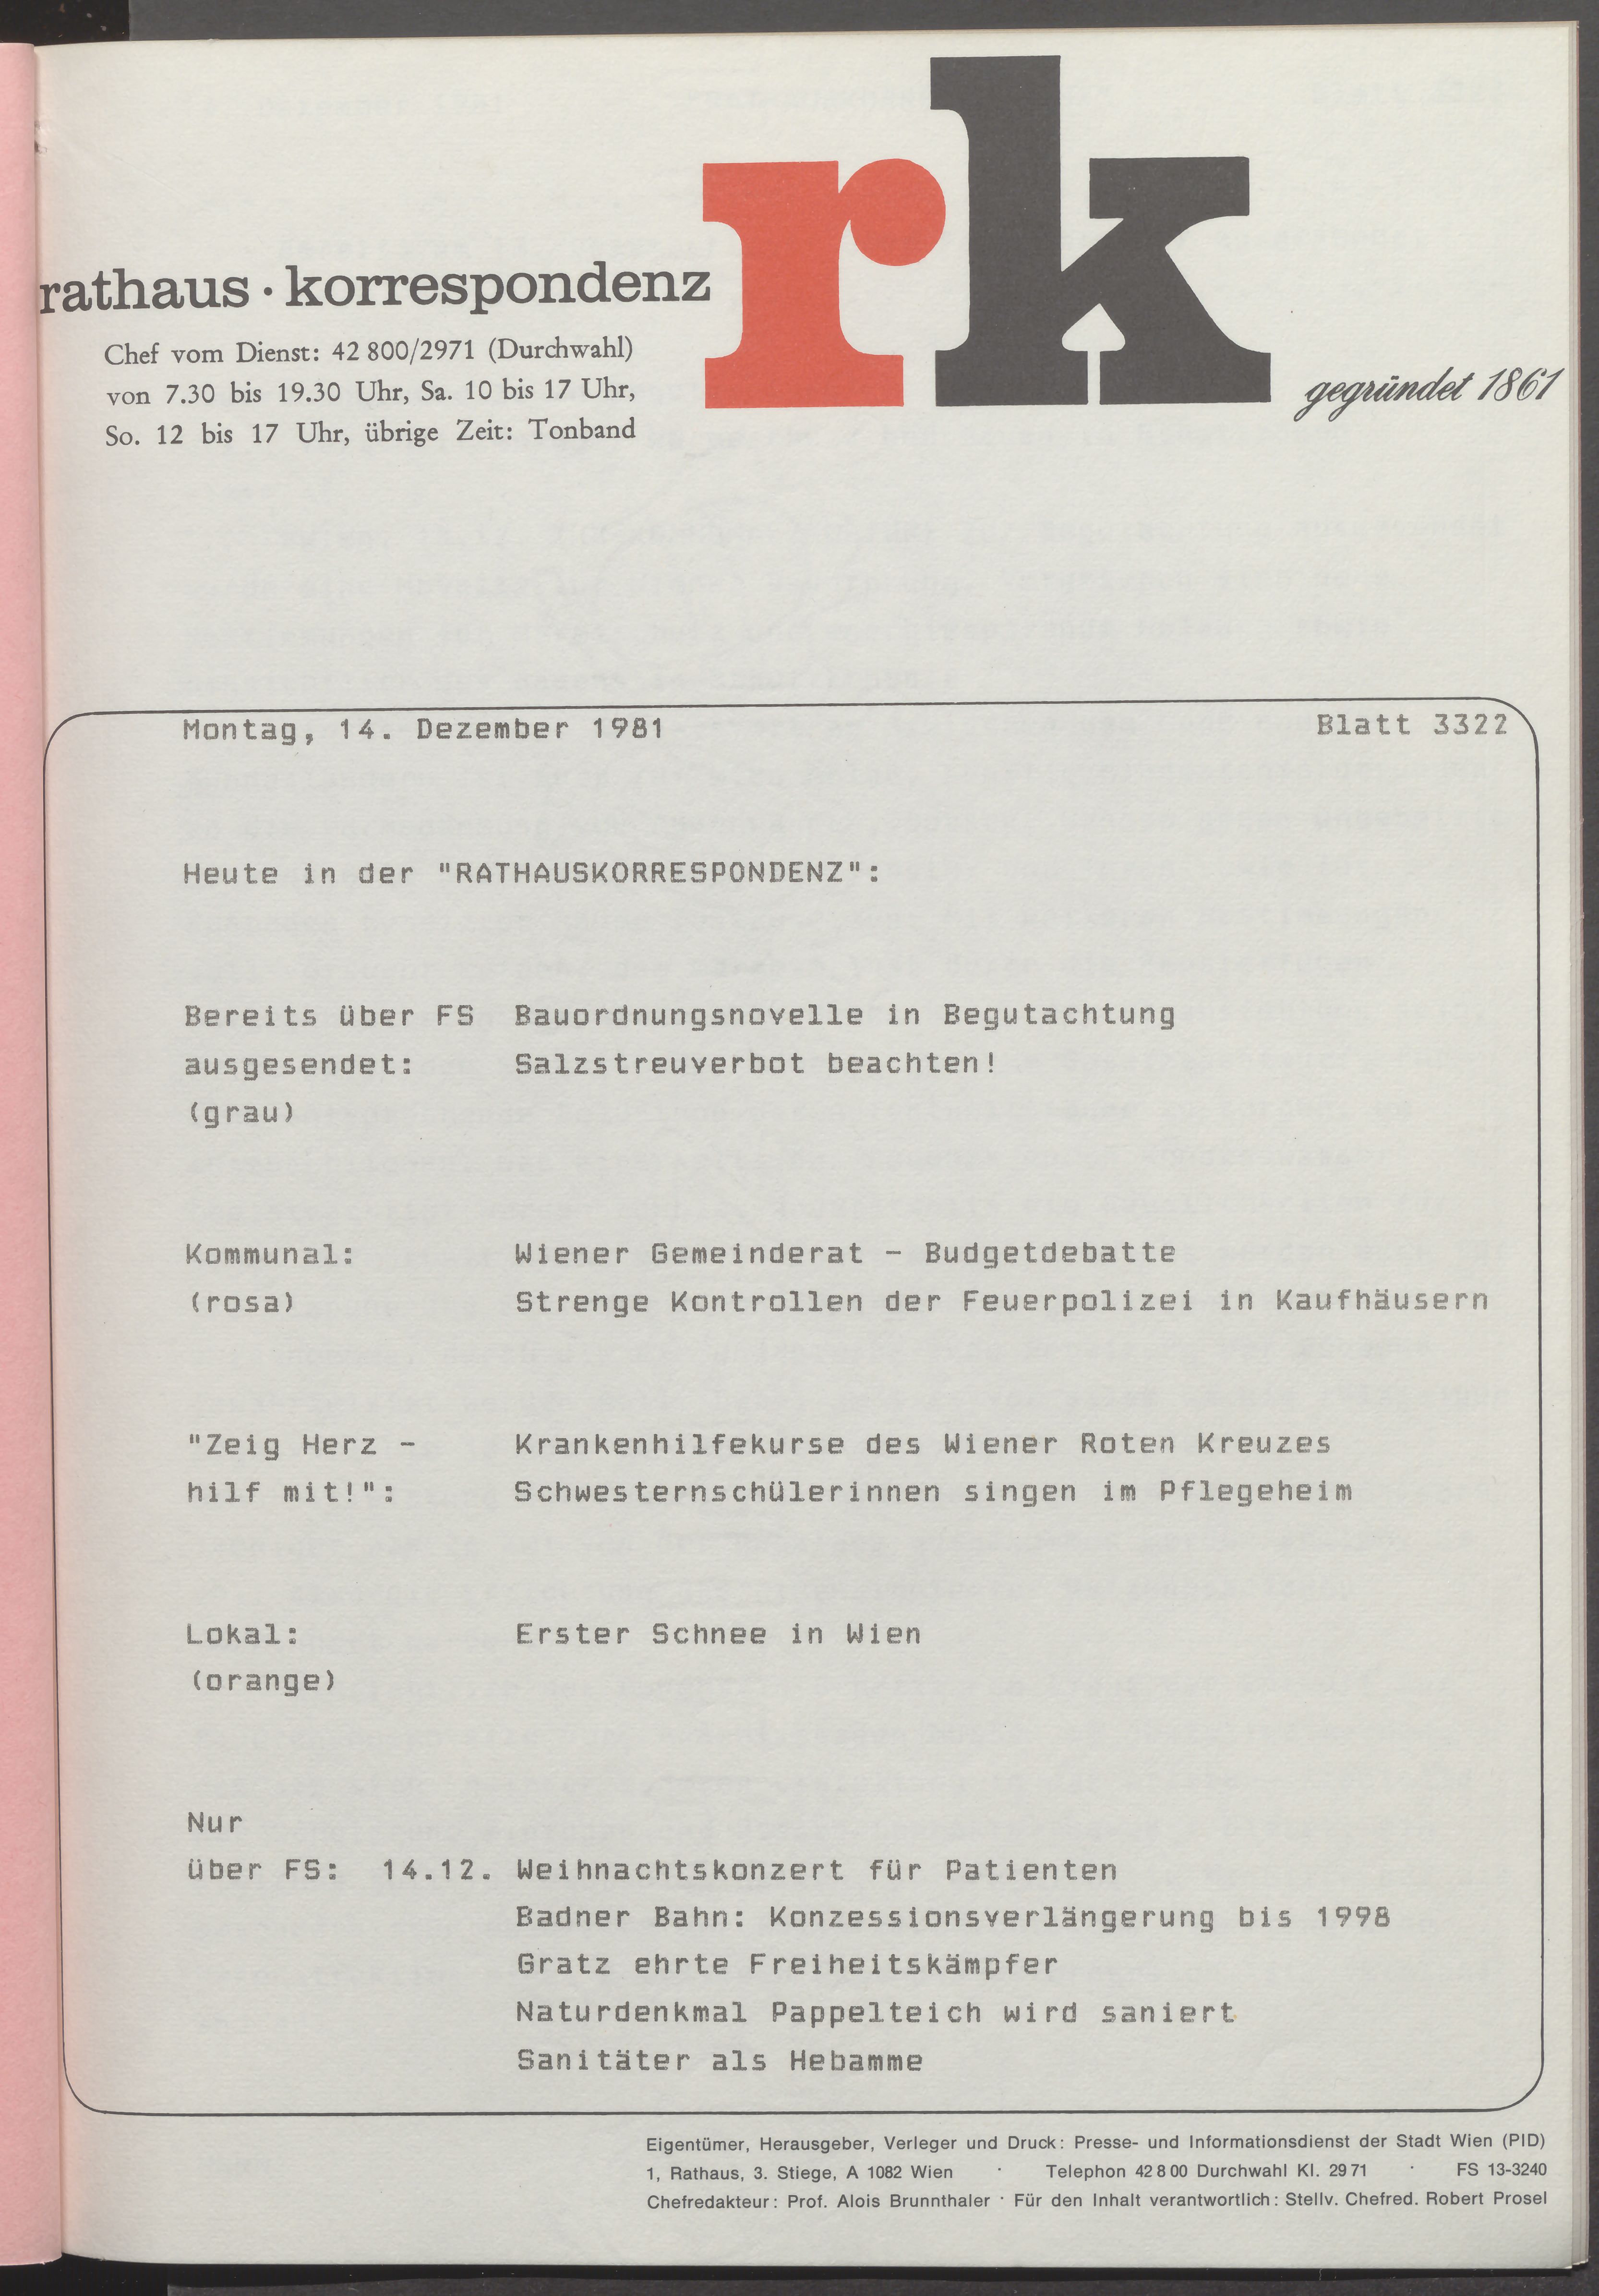 rk
rathaus · korrespondenz
Chef vom Dienst: 42 800/2971 (Durchwahl)
von 7.30 bis 19.30 Uhr, Sa. 10 bis 17 Uhr,
So. 12 bis 17 Uhr, übrige Zeit: Tonband
gegründet 1861
Montag, 14. Dezember 1981 Blatt 3322
Heute in der "RATHAUSKORRESPONDENZ":
Bereits über FS Bauordnungsnovelle in Begutachtung
ausgesendet: Salzstreuverbot beachten!
(grau)
Kommunal: Wiener Gemeinderat - Budgetdebatte
(rosa) Strenge Kontrollen der Feuerpolizei in Kaufhäusern
"Zeig Herz - Krankenhilfekurse des Wiener Roten Kreuzes
hilf mit!": Schwesternschülerinnen singen im Pflegeheim
Lokal: Erster Schnee in Wien
(orange)
Nur
über FS: 14.12. Weihnachtskonzert für Patienten
Badner Bahn: Konzessionsverlängerung bis 1998
Gratz ehrte Freiheitskämpfer
Naturdenkmal Pappelteich wird saniert
Sanitäter als Hebamme
Eigentümer, Herausgeber, Verleger und Druck: Presse- und Informationsdienst der Stadt Wien (PID)
1, Rathaus, 3. Stiege, A 1082 Wien · Telephon 42 8 00 Durchwahl Kl. 29 71 · FS 13-3240
Chefredakteur: Prof. Alois Brunnthaler · Für den Inhalt verantwortlich: Stellv. Chefred. Robert Prosel